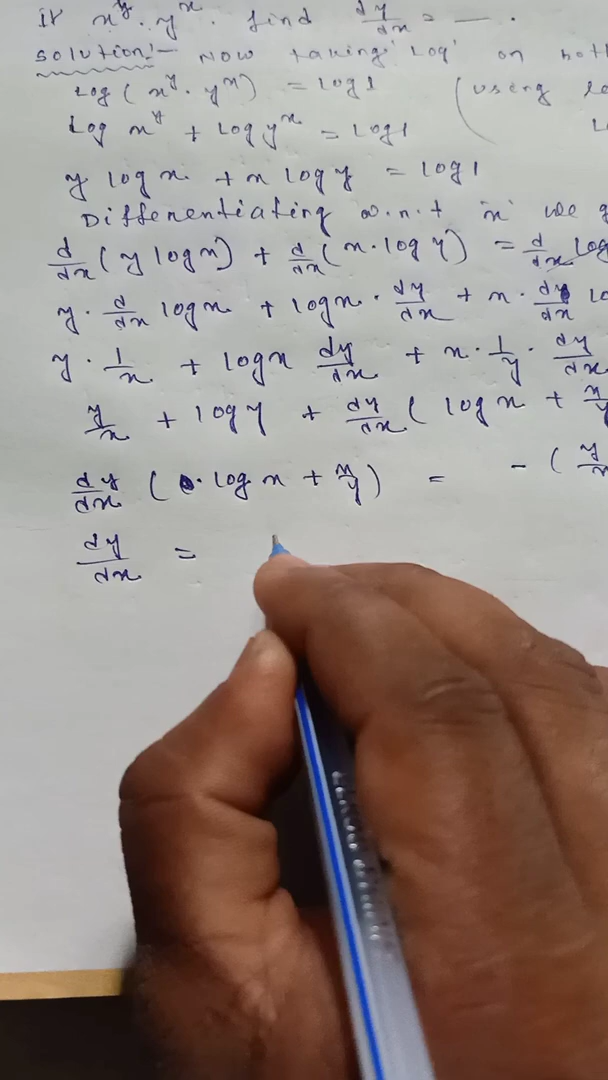 If x^y . y^x . find dy/dx = — .
Solution:- Now taking 'Log' on both
Log ( x^y . y^x ) = Log 1 ( using
Log x^y + Log y^x = Log 1
y log x + x log y = log 1
Differentiating w.r.t 'x' we
d/dx ( y log x ) + d/dx ( x . log y ) = d/dx log
y . d/dx log x + log x . dy/dx + x . dy/dx
y . 1/x + log x dy/dx + x . 1/y . dy/dx
y/x + log y + dy/dx ( log x + x/y
dy/dx ( log x + x/y ) = - ( y/x
dy/dx =